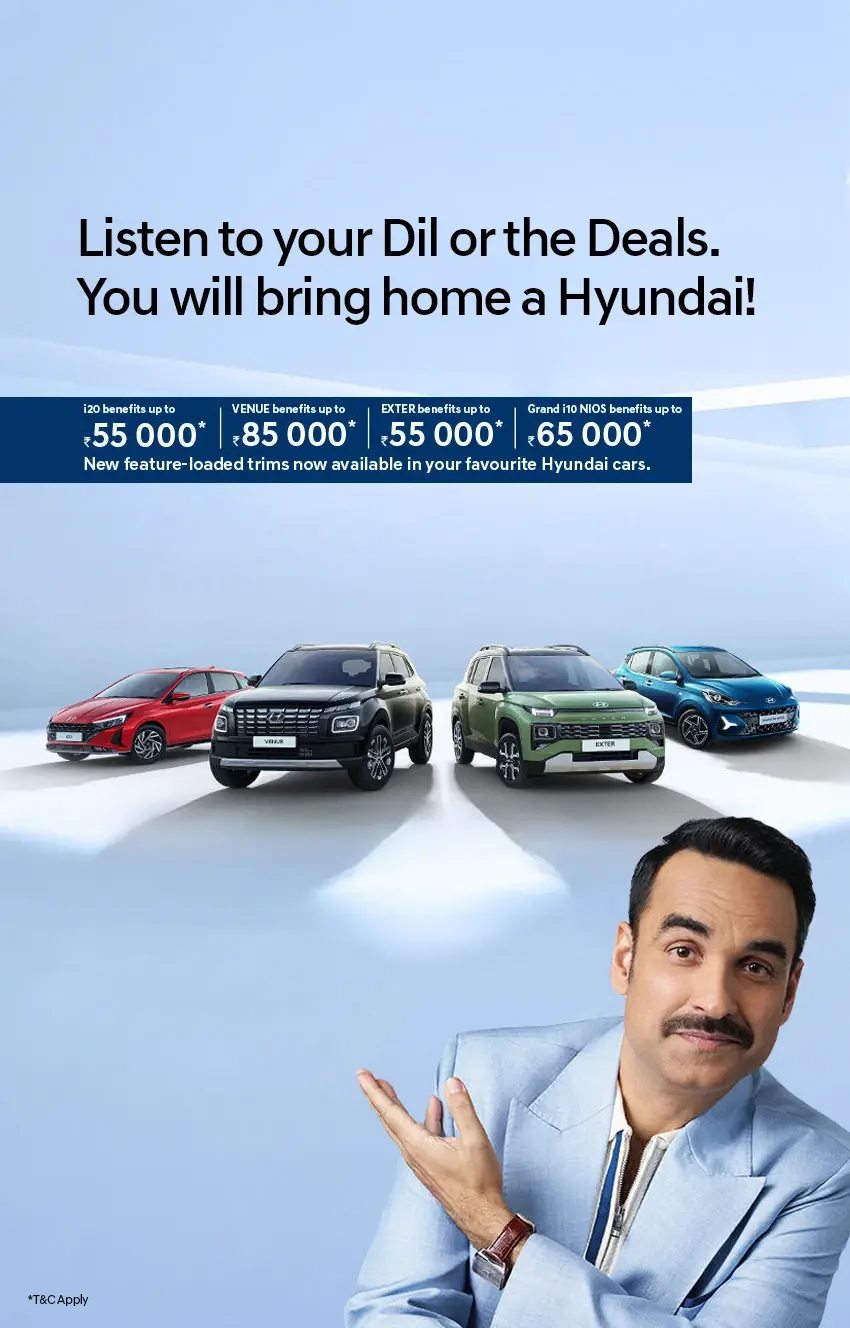 Listen to your Dil or the Deals.
You will bring home a Hyundai!
i20 benefits up to
₹55 000*
VENUE benefits up to
₹85 000*
EXTER benefits up to
₹55 000*
Grand i10 NIOS benefits up to
₹65 000*
New feature-loaded trims now available in your favourite Hyundai cars.
i20
VENUE
EXTER
*T&C Apply